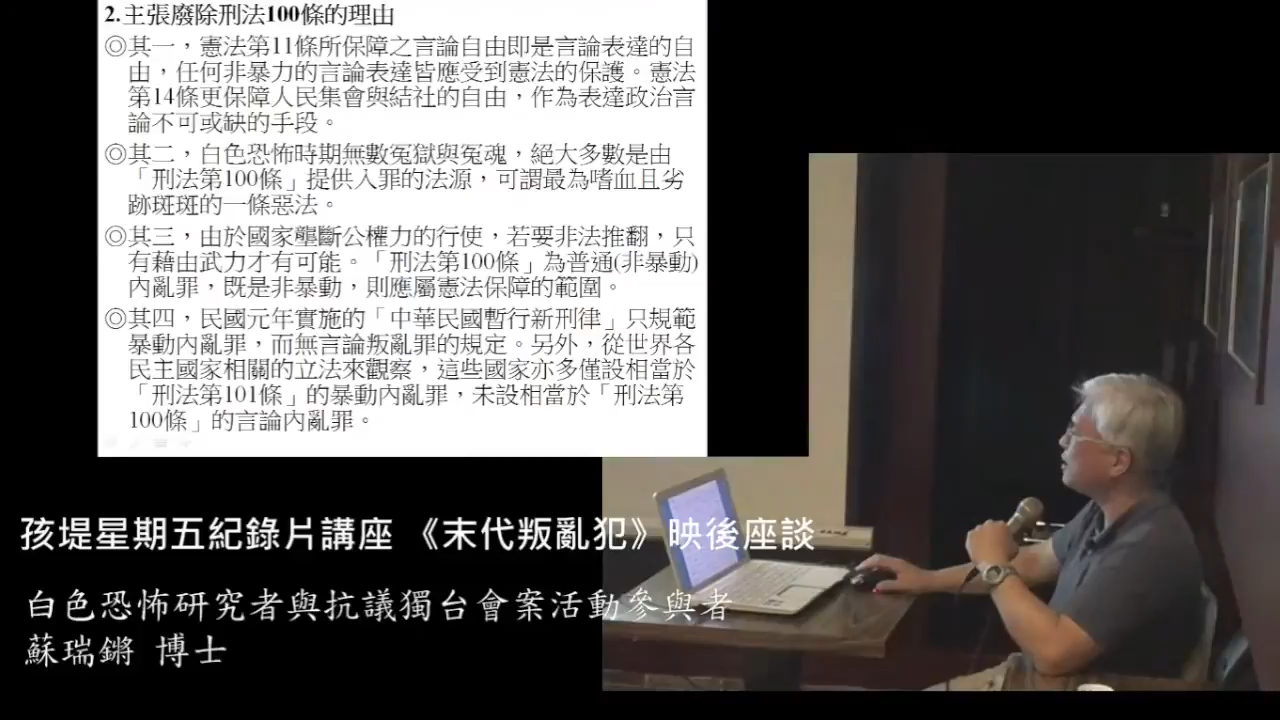 2.主張廢除刑法100條的理由
◎其一，憲法第11條所保障之言論自由即是言論表達的自
由，任何非暴力的言論表達皆應受到憲法的保護。憲法
第14條更保障人民集會與結社的自由，作為表達政治言
論不可或缺的手段。
◎其二，白色恐怖時期無數冤獄與冤魂，絕大多數是由
「刑法第100條」提供入罪的法源，可謂最為嗜血且劣
跡斑斑的一條惡法。
◎其三，由於國家壟斷公權力的行使，若要非法推翻，只
有藉由武力才有可能。「刑法第100條」為普通(非暴動)
內亂罪，既是非暴動，則應屬憲法保障的範圍。
◎其四，民國元年實施的「中華民國暫行新刑律」只規範
暴動內亂罪，而無言論叛亂罪的規定。另外，從世界各
民主國家相關的立法來觀察，這些國家亦多僅設相當於
「刑法第101條」的暴動內亂罪，未設相當於「刑法第
100條」的言論內亂罪。
孩堤星期五紀錄片講座 《末代叛亂犯》映後座談
白色恐怖研究者與抗議獨台會案活動參與者
蘇瑞鏘 博士